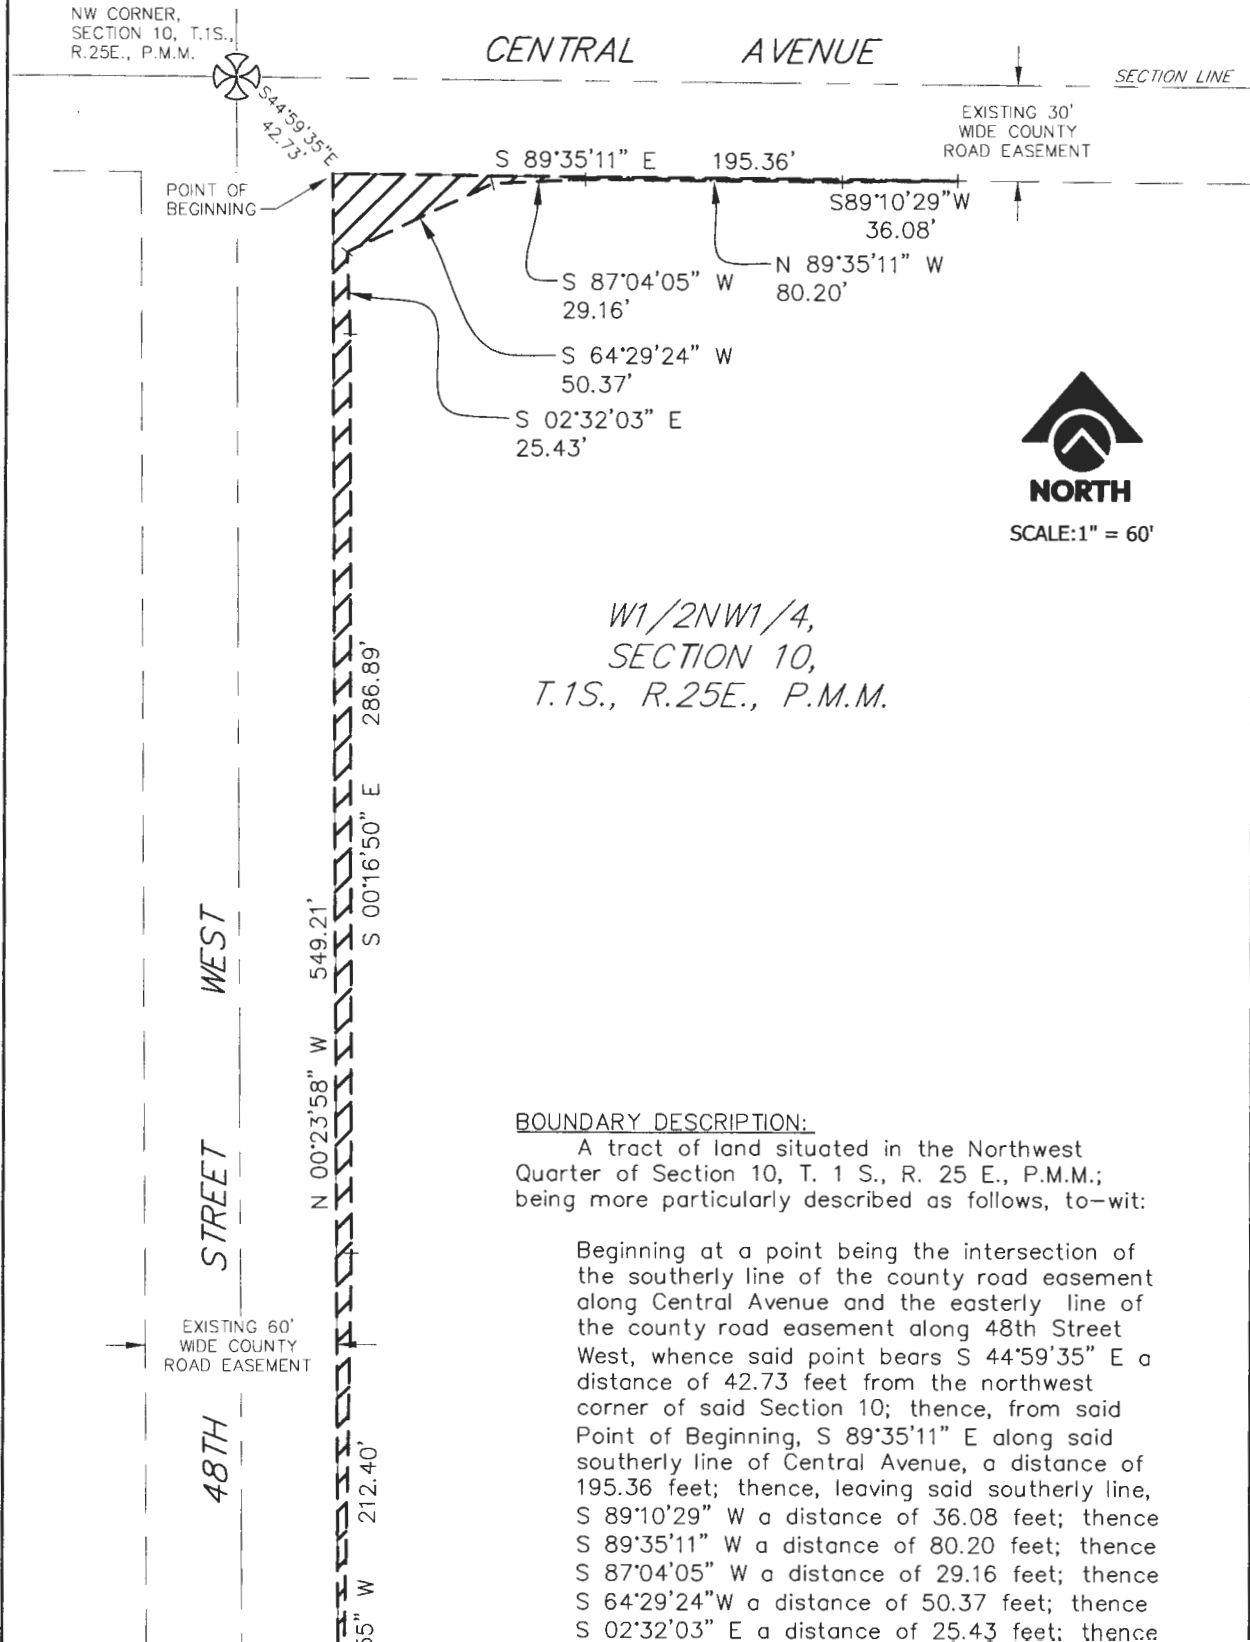 NW CORNER,
SECTION 10, T.1S.,
R.25E., P.M.M.
CENTRAL AVENUE
SECTION LINE
S44°59'35"E
42.73'
EXISTING 30'
WIDE COUNTY
ROAD EASEMENT
S 89°35'11" E 195.36'
POINT OF
BEGINNING
S89°10'29"W
36.08'
N 89°35'11" W
80.20'
S 87°04'05" W
29.16'
S 64°29'24" W
50.37'
S 02°32'03" E
25.43'
NORTH
SCALE:1" = 60'
W1/2NW1/4,
SECTION 10,
T.1S., R.25E., P.M.M.
S 00°16'50" E 286.89'
N 00°23'58" W 549.21'
48TH STREET WEST
EXISTING 60'
WIDE COUNTY
ROAD EASEMENT
55" W 212.40'
BOUNDARY DESCRIPTION:
A tract of land situated in the Northwest
Quarter of Section 10, T. 1 S., R. 25 E., P.M.M.;
being more particularly described as follows, to-wit:
Beginning at a point being the intersection of
the southerly line of the county road easement
along Central Avenue and the easterly line of
the county road easement along 48th Street
West, whence said point bears S 44°59'35" E a
distance of 42.73 feet from the northwest
corner of said Section 10; thence, from said
Point of Beginning, S 89°35'11" E along said
southerly line of Central Avenue, a distance of
195.36 feet; thence, leaving said southerly line,
S 89°10'29" W a distance of 36.08 feet; thence
S 89°35'11" W a distance of 80.20 feet; thence
S 87°04'05" W a distance of 29.16 feet; thence
S 64°29'24"W a distance of 50.37 feet; thence
S 02°32'03" E a distance of 25.43 feet; thence